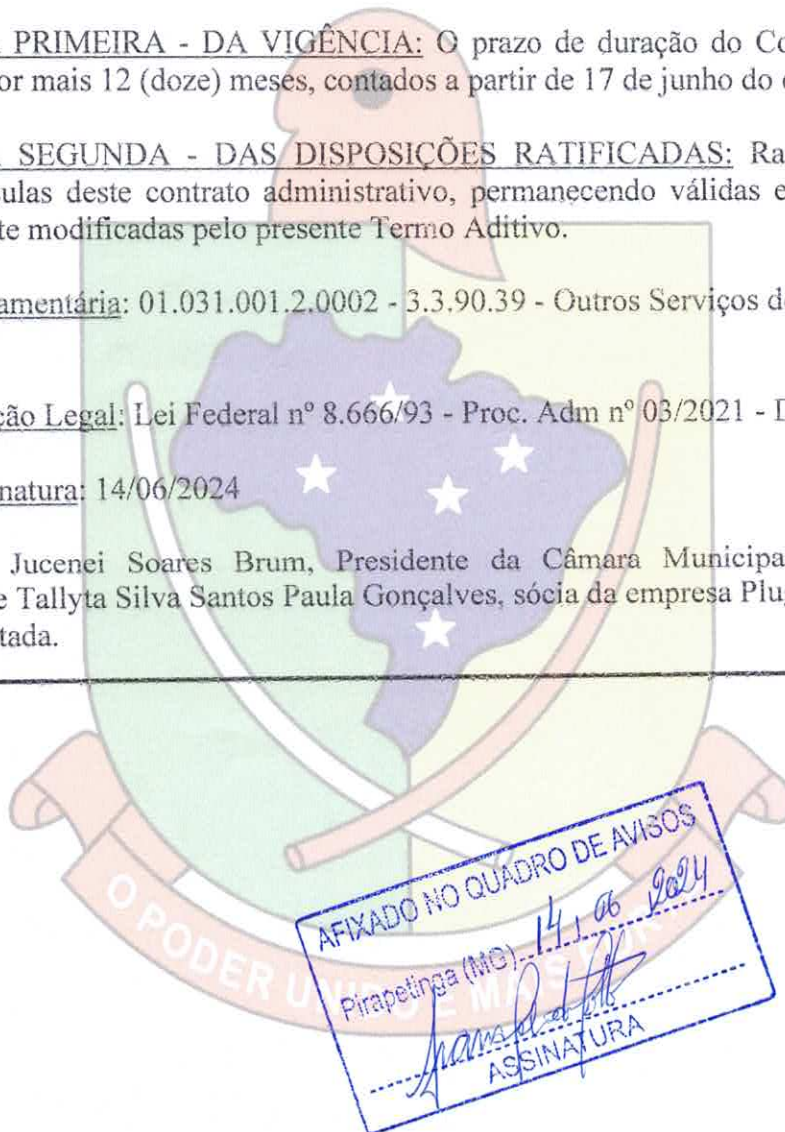 PRIMEIRA - DA VIGÊNCIA: O prazo de duração do Co
or mais 12 (doze) meses, contados a partir de 17 de junho do
SEGUNDA - DAS DISPOSIÇÕES RATIFICADAS: Ra
ulas deste contrato administrativo, permanecendo válidas e
te modificadas pelo presente Termo Aditivo.
amentária: 01.031.001.2.0002 - 3.3.90.39 - Outros Serviços de
ção Legal: Lei Federal nº 8.666/93 - Proc. Adm nº 03/2021 - D
natura: 14/06/2024
Jucenei Soares Brum, Presidente da Câmara Municipa
e Tallyta Silva Santos Paula Gonçalves, sócia da empresa Plug
tada.
AFIXADO NO QUADRO DE AVISOS
Pirapetinga (MG) 14 06 2024
ASSINATURA
O PODER UNIDO É MAIS FOR